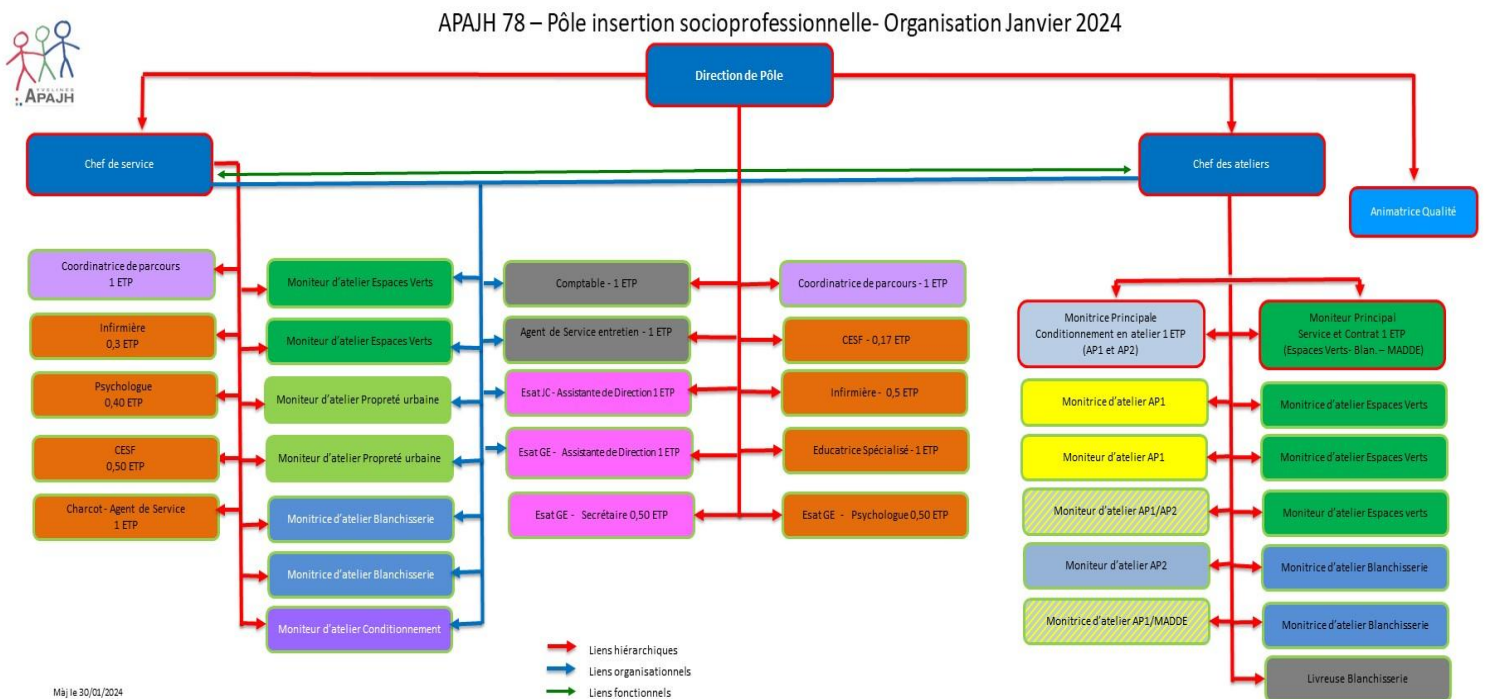 APAJH 78 – Pôle insertion socioprofessionnelle- Organisation Janvier 2024
YVELINES
APAJH
Direction de Pôle
Chef de service
Chef des ateliers
Animatrice Qualité
Coordinatrice de parcours
1 ETP
Infirmière
0,3 ETP
Psychologue
0,40 ETP
CESF
0,50 ETP
Charcot - Agent de Service
1 ETP
Moniteur d'atelier Espaces Verts
Moniteur d'atelier Espaces Verts
Moniteur d'atelier Propreté urbaine
Moniteur d'atelier Propreté urbaine
Monitrice d'atelier Blanchisserie
Monitrice d'atelier Blanchisserie
Moniteur d'atelier Conditionnement
Comptable - 1 ETP
Agent de Service entretien - 1 ETP
Esat JC - Assistante de Direction 1 ETP
Esat GE - Assistante de Direction 1 ETP
Esat GE - Secrétaire 0,50 ETP
Coordinatrice de parcours - 1 ETP
CESF - 0,17 ETP
Infirmière - 0,5 ETP
Educatrice Spécialisé - 1 ETP
Esat GE - Psychologue 0,50 ETP
Monitrice Principale
Conditionnement en atelier 1 ETP
(AP1 et AP2)
Monitrice d'atelier AP1
Moniteur d'atelier AP1
Moniteur d'atelier AP1/AP2
Moniteur d'atelier AP2
Monitrice d'atelier AP1/MADDE
Moniteur Principal
Service et Contrat 1 ETP
(Espaces Verts- Blan. – MADDE)
Monitrice d'atelier Espaces Verts
Monitrice d'atelier Espaces Verts
Moniteur d'atelier Espaces verts
Monitrice d'atelier Blanchisserie
Monitrice d'atelier Blanchisserie
Livreuse Blanchisserie
Liens hiérarchiques
Liens organisationnels
Liens fonctionnels
Màj le 30/01/2024